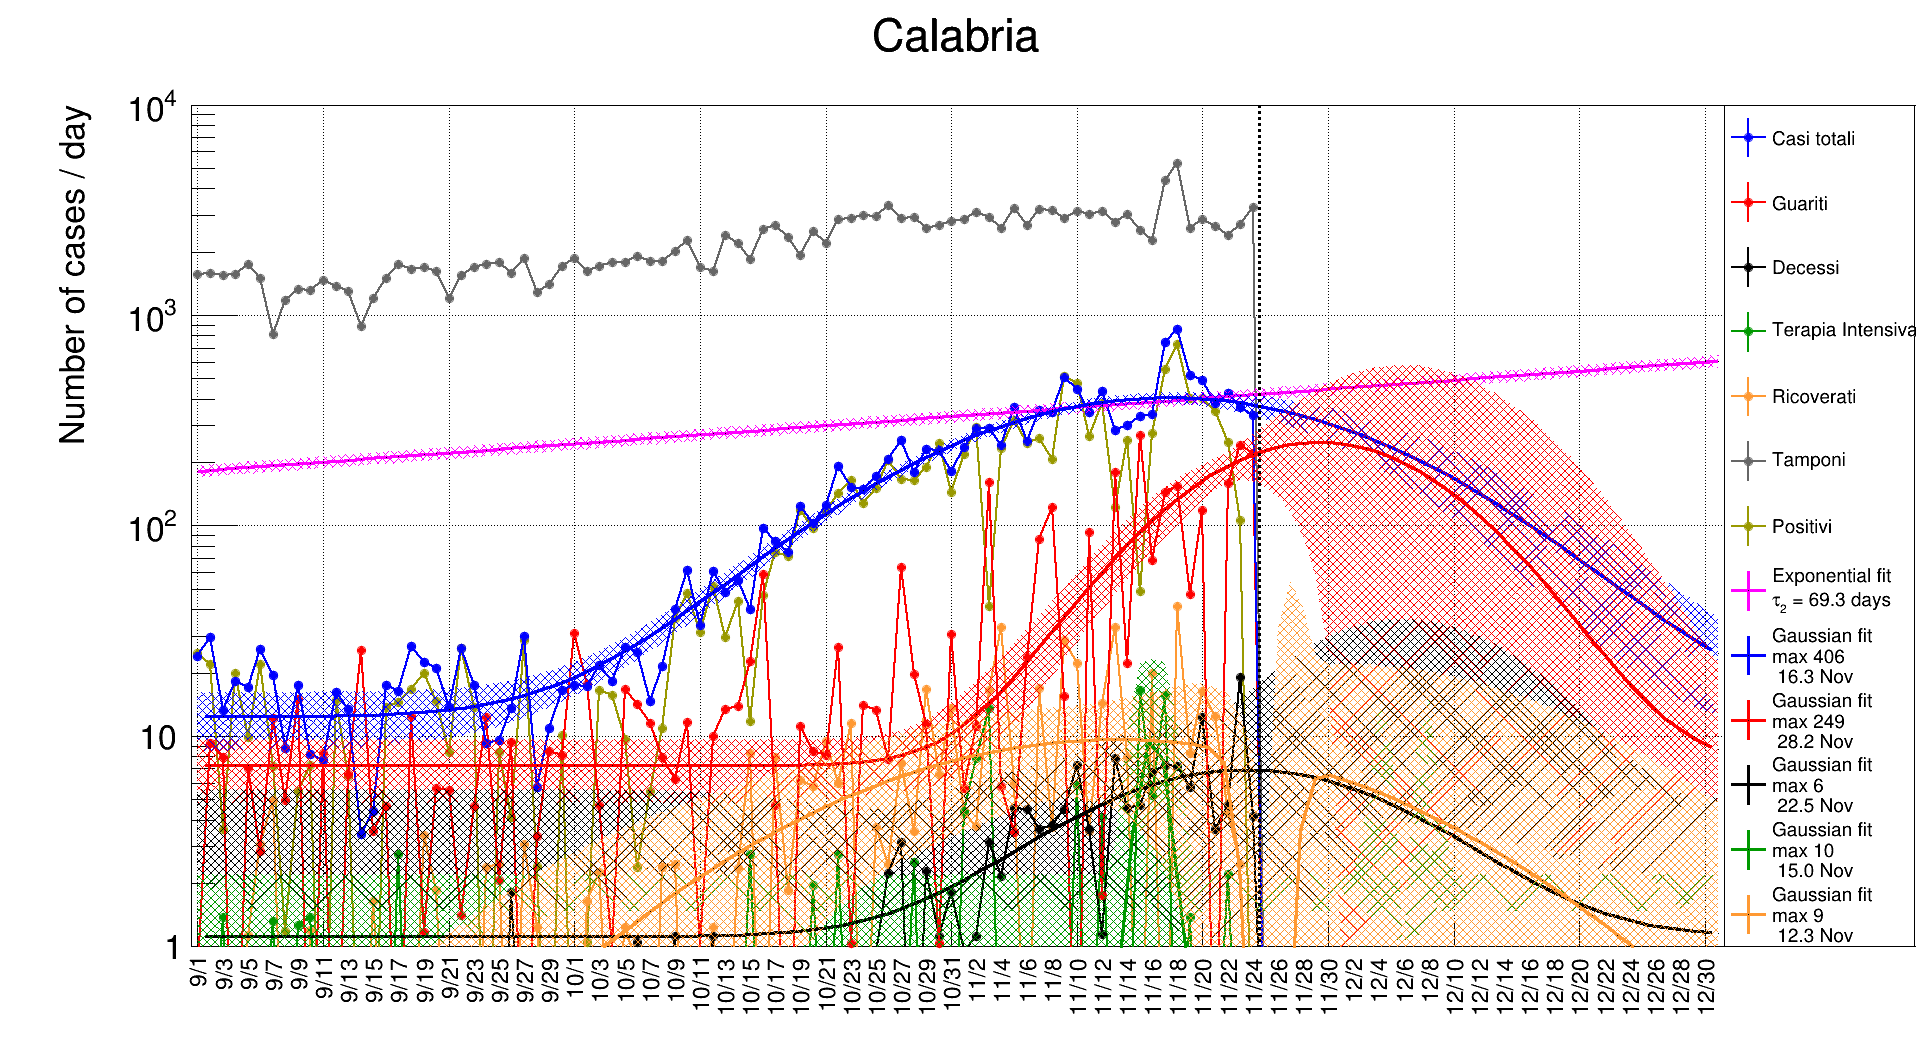 Calabria
Number of cases / day
10⁴
10³
10²
10
1
9/1
9/3
9/5
9/7
9/9
9/11
9/13
9/15
9/17
9/19
9/21
9/23
9/25
9/27
9/29
10/1
10/3
10/5
10/7
10/9
10/11
10/13
10/15
10/17
10/19
10/21
10/23
10/25
10/27
10/29
10/31
11/2
11/4
11/6
11/8
11/10
11/12
11/14
11/16
11/18
11/20
11/22
11/24
11/26
11/28
11/30
12/2
12/4
12/6
12/8
12/10
12/12
12/14
12/16
12/18
12/20
12/22
12/24
12/26
12/28
12/30
Casi totali
Guariti
Decessi
Terapia Intensiva
Ricoverati
Tamponi
Positivi
Exponential fit
τ₂ = 69.3 days
Gaussian fit
max 406
16.3 Nov
Gaussian fit
max 249
28.2 Nov
Gaussian fit
max 6
22.5 Nov
Gaussian fit
max 10
15.0 Nov
Gaussian fit
max 9
12.3 Nov